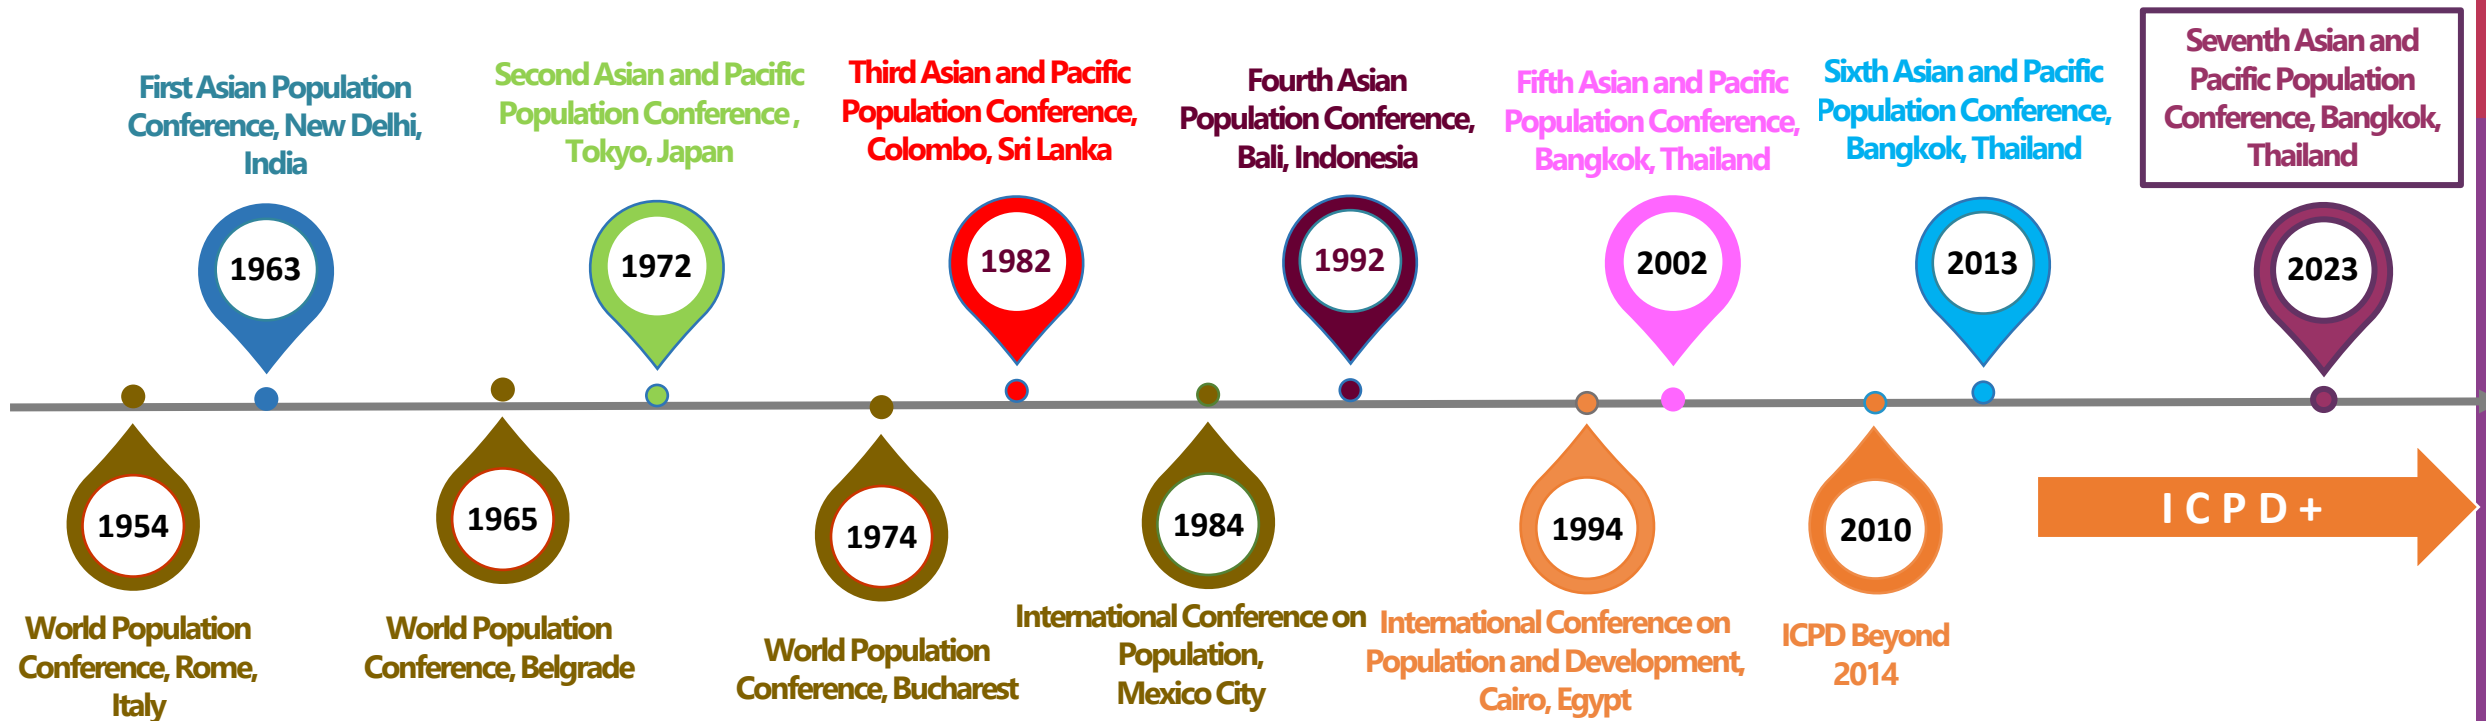 First Asian Population
Conference, New Delhi,
India
Second Asian and Pacific
Population Conference ,
Tokyo, Japan
Third Asian and Pacific
Population Conference,
Colombo, Sri Lanka
Fourth Asian
Population Conference,
Bali, Indonesia
Fifth Asian and Pacific
Population Conference,
Bangkok, Thailand
Sixth Asian and Pacific
Population Conference,
Bangkok, Thailand
Seventh Asian and
Pacific Population
Conference, Bangkok,
Thailand
1963
1972
1982
1992
2002
2013
2023
1954
1965
1974
1984
1994
2010
I C P D +
World Population
Conference, Rome,
Italy
World Population
Conference, Belgrade
World Population
Conference, Bucharest
International Conference on
Population,
Mexico City
International Conference on
Population and Development,
Cairo, Egypt
ICPD Beyond
2014